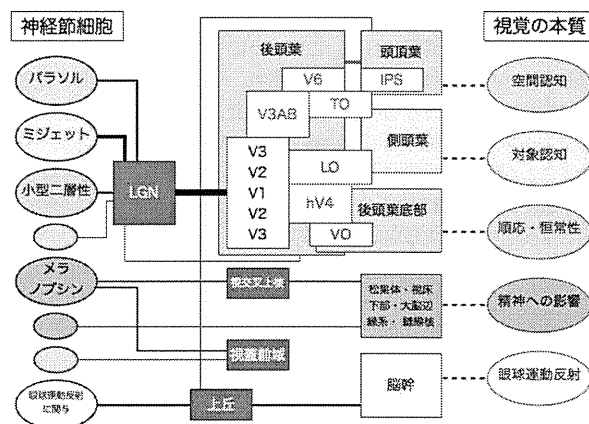 神経節細胞
視覚の本質
パラソル
ミジェット
小型二層性
メラ
ノプシン
眼球運動反射
に関与
LGN
後頭葉
頭頂葉
V6
IPS
V3AB
TO
側頭葉
V3
V2
V1
V2
V3
LO
hV4
VO
後頭葉底部
視交叉上核
視蓋前域
上丘
松果体・視床
下部・大脳辺
縁系・縫線核
脳幹
空間認知
対象認知
順応・恒常性
精神への影響
眼球運動反射